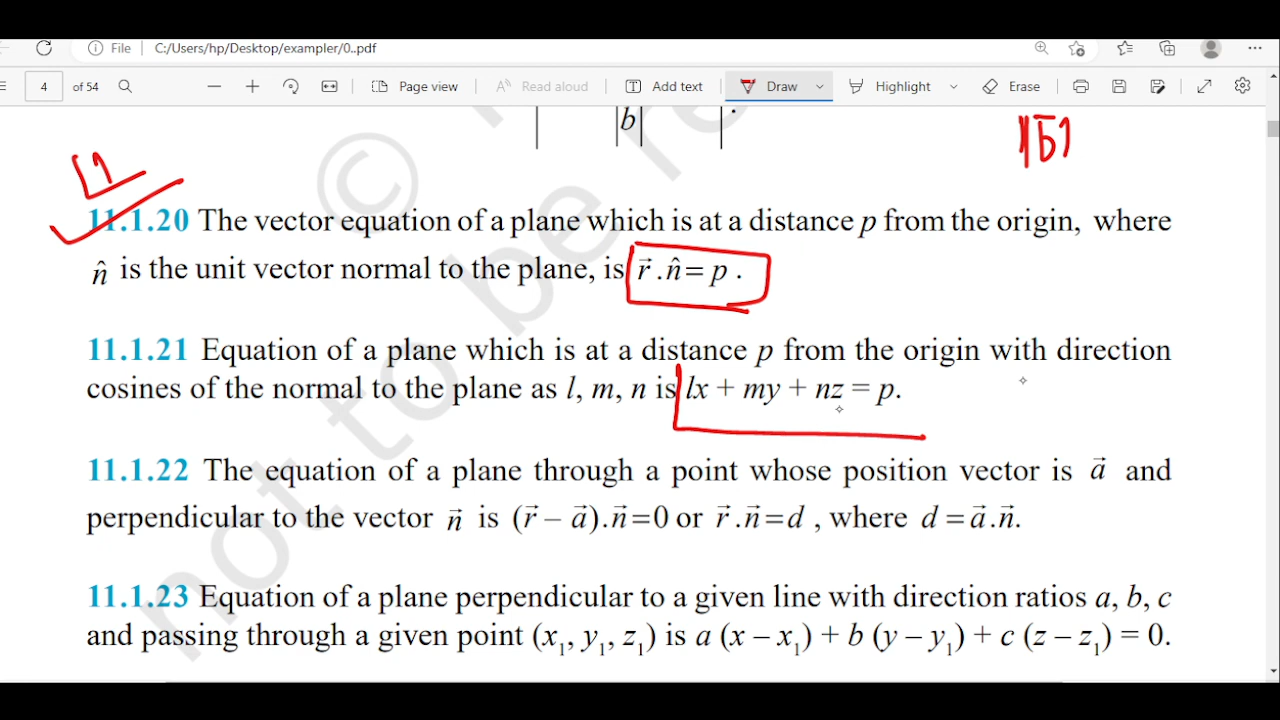 File C:/Users/hp/Desktop/exampler/0..pdf
4 of 54 Page view Read aloud Add text Draw Highlight Erase
|b| .
|b̄|
11.1.20 The vector equation of a plane which is at a distance p from the origin, where
n̂ is the unit vector normal to the plane, is r⃗ . n̂ = p .
11.1.21 Equation of a plane which is at a distance p from the origin with direction
cosines of the normal to the plane as l, m, n is lx + my + nz = p.
11.1.22 The equation of a plane through a point whose position vector is a⃗ and
perpendicular to the vector n⃗ is (r⃗ – a⃗).n⃗=0 or r⃗ .n⃗=d , where d = a⃗.n⃗.
11.1.23 Equation of a plane perpendicular to a given line with direction ratios a, b, c
and passing through a given point (x₁, y₁, z₁) is a (x – x₁) + b (y – y₁) + c (z – z₁) = 0.
© not to be re